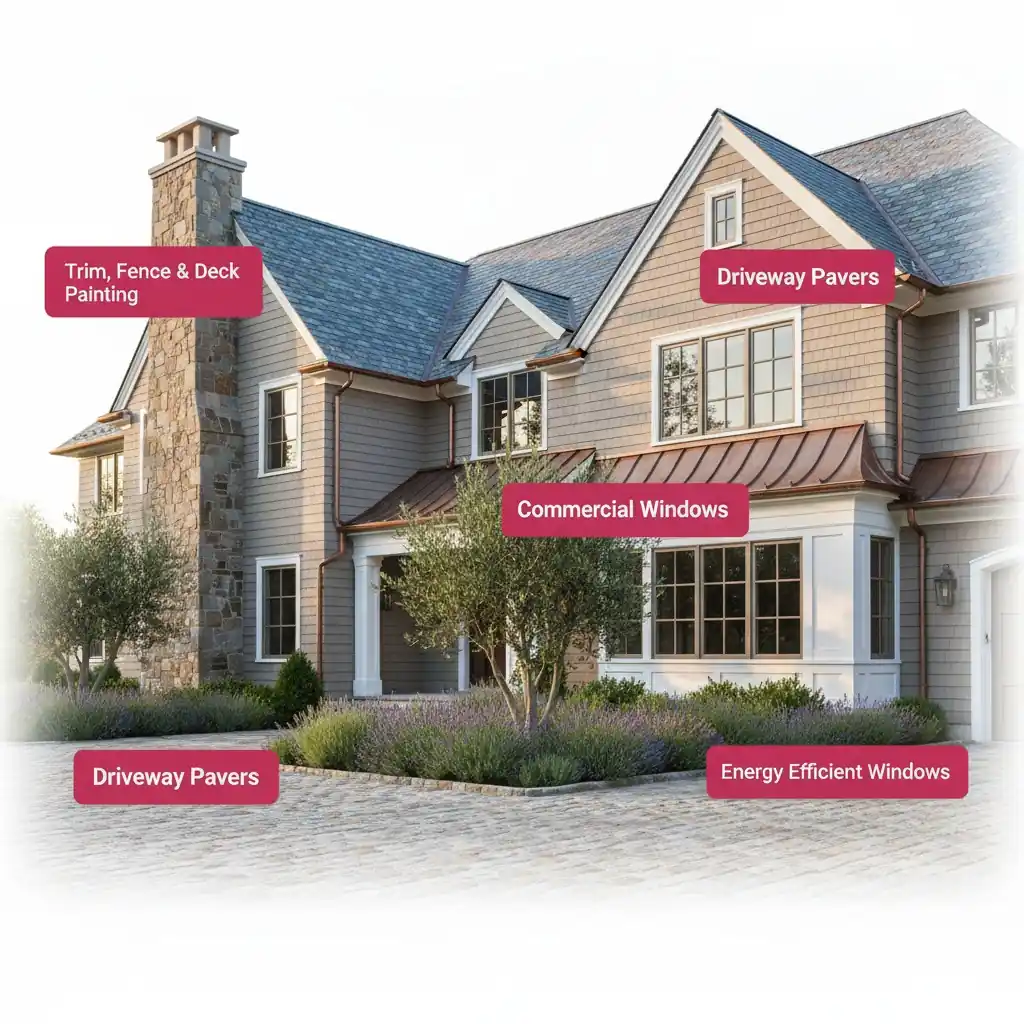 Trim, Fence & Deck
Painting
Driveway Pavers
Commercial Windows
Driveway Pavers
Energy Efficient Windows